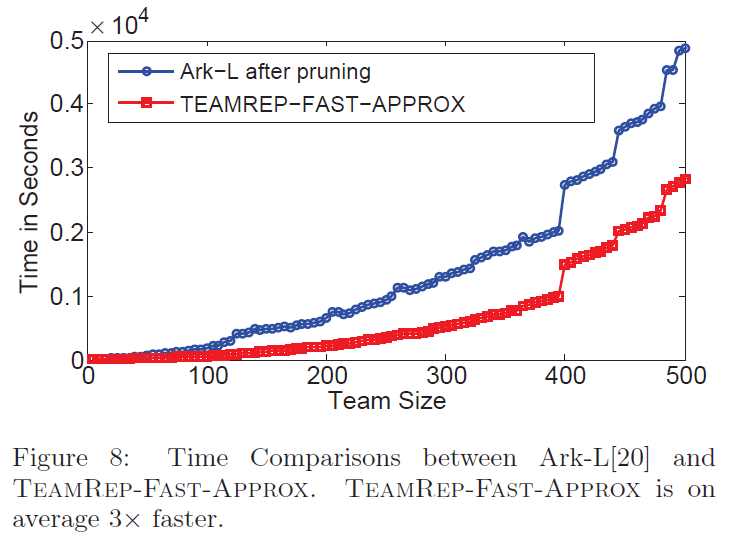 × 10⁴
0.5
0.4
0.3
0.2
0.1
0
Time in Seconds
Ark−L after pruning
TEAMREP−FAST−APPROX
0 100 200 300 400 500
Team Size
Figure 8: Time Comparisons between Ark-L[20] and
TEAMREP-FAST-APPROX. TEAMREP-FAST-APPROX is on
average 3× faster.